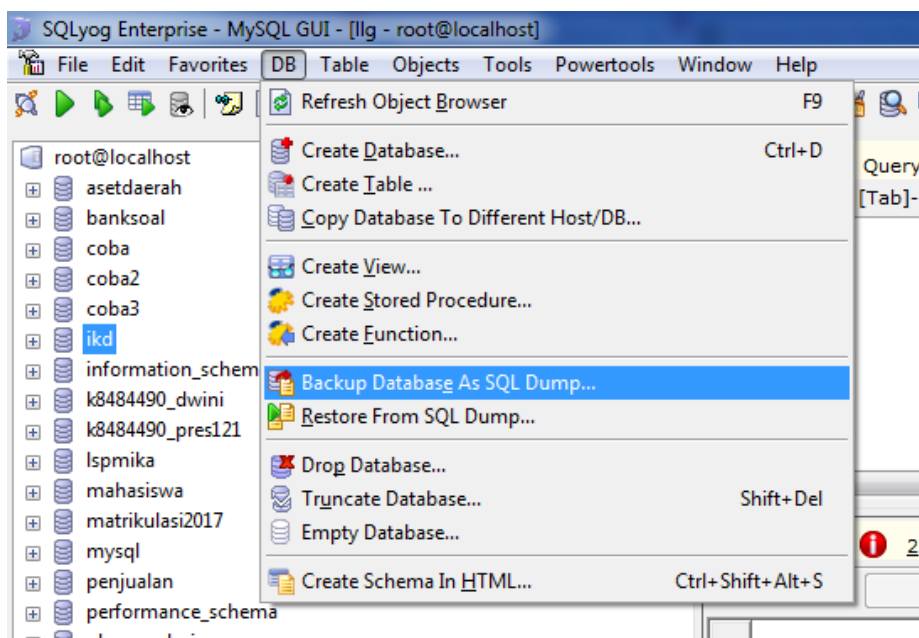 SQLyog Enterprise - MySQL GUI - [llg - root@localhost]
File Edit Favorites DB Table Objects Tools Powertools Window Help
Refresh Object Browser F9
Create Database... Ctrl+D
Create Table ...
Copy Database To Different Host/DB...
Create View...
Create Stored Procedure...
Create Function...
Backup Database As SQL Dump...
Restore From SQL Dump...
Drop Database...
Truncate Database... Shift+Del
Empty Database...
Create Schema In HTML... Ctrl+Shift+Alt+S
root@localhost
asetdaerah
banksoal
coba
coba2
coba3
ikd
information_schem
k8484490_dwini
k8484490_pres121
lspmika
mahasiswa
matrikulasi2017
mysql
penjualan
performance_schema
Query
[Tab]-
2